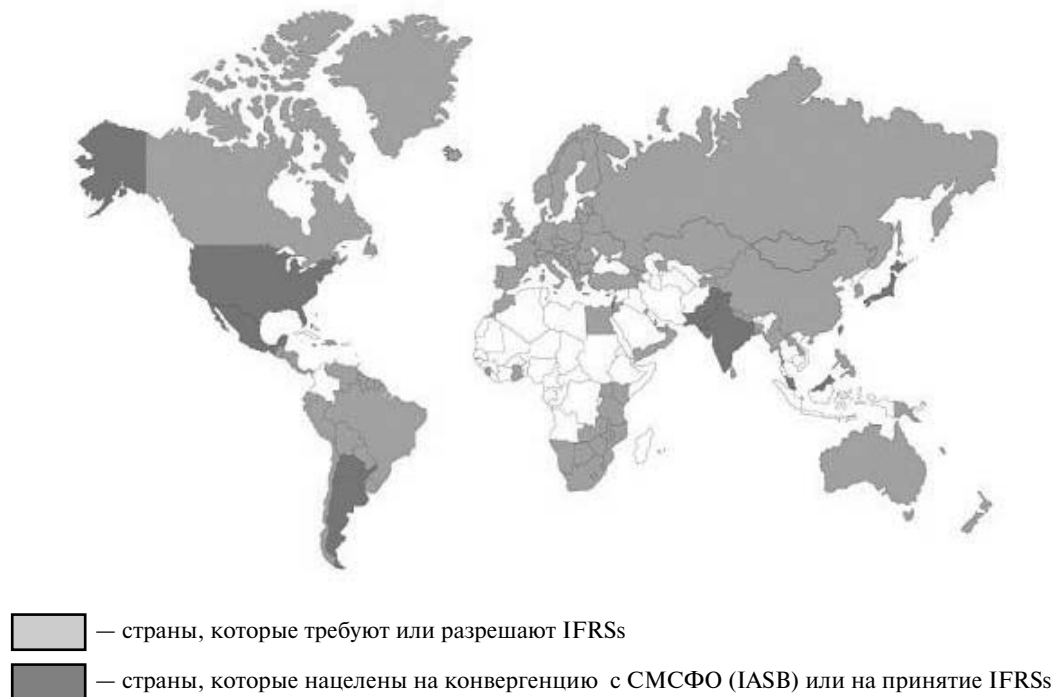 — страны, которые требуют или разрешают IFRSs
— страны, которые нацелены на конвергенцию с СМСФО (IASB) или на принятие IFRSs